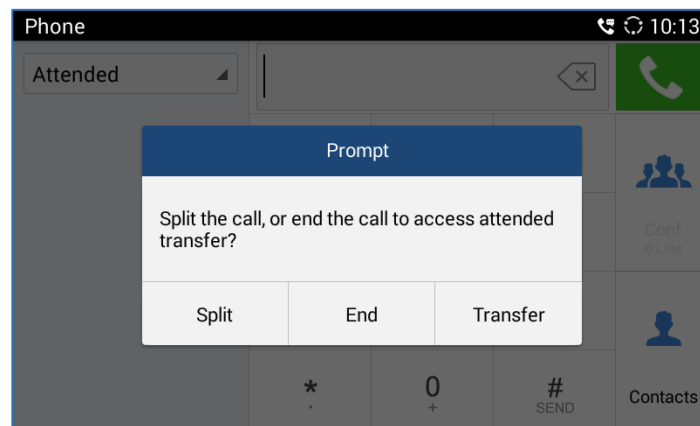 Phone
10:13
Attended
Prompt
Split the call, or end the call to access attended
transfer?
Split
End
Transfer
Conf
0 Line
*
.
0
+
#
SEND
Contacts